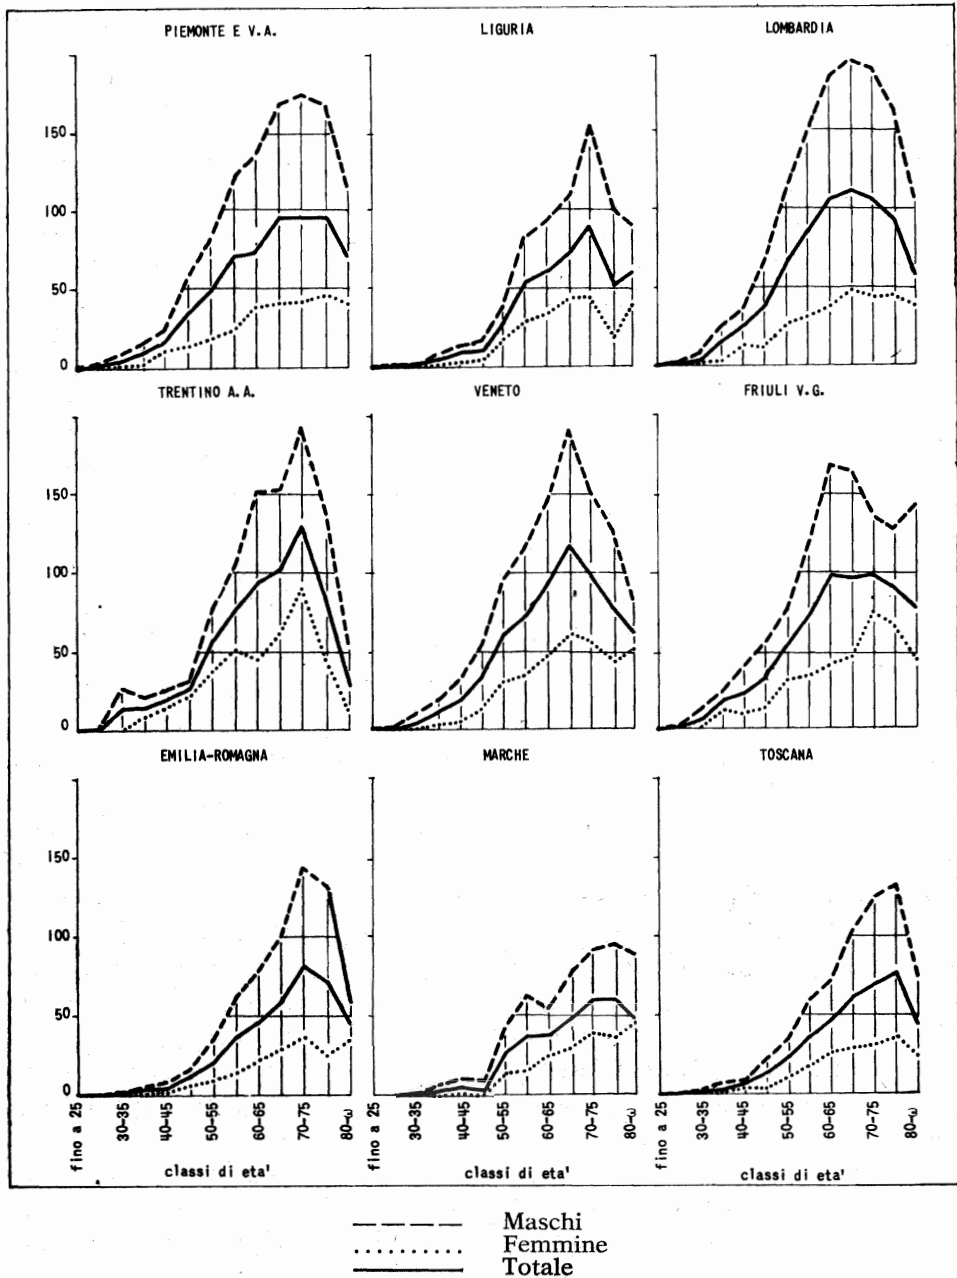 PIEMONTE E V.A. LIGURIA LOMBARDIA
150
100
50
0
TRENTINO A.A. VENETO FRIULI V.G.
150
100
50
0
EMILIA-ROMAGNA MARCHE TOSCANA
150
100
50
0
fino a 25 30-35 40-45 50-55 60-65 70-75 80-ω fino a 25 30-35 40-45 50-55 60-65 70-75 80-ω fino a 25 30-35 40-45 50-55 60-65 70-75 80-ω
classi di eta' classi di eta' classi di eta'
Maschi
Femmine
Totale